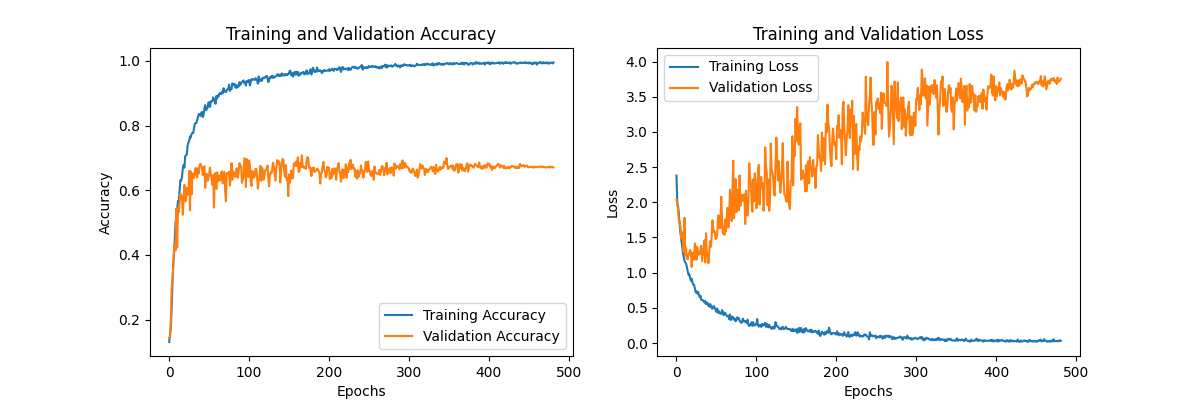 Training and Validation Accuracy
1.0
0.8
0.6
0.4
0.2
Accuracy
0
100
200
300
400
500
Epochs
Training Accuracy
Validation Accuracy
Training and Validation Loss
4.0
3.5
3.0
2.5
2.0
1.5
1.0
0.5
0.0
Loss
0
100
200
300
400
500
Epochs
Training Loss
Validation Loss